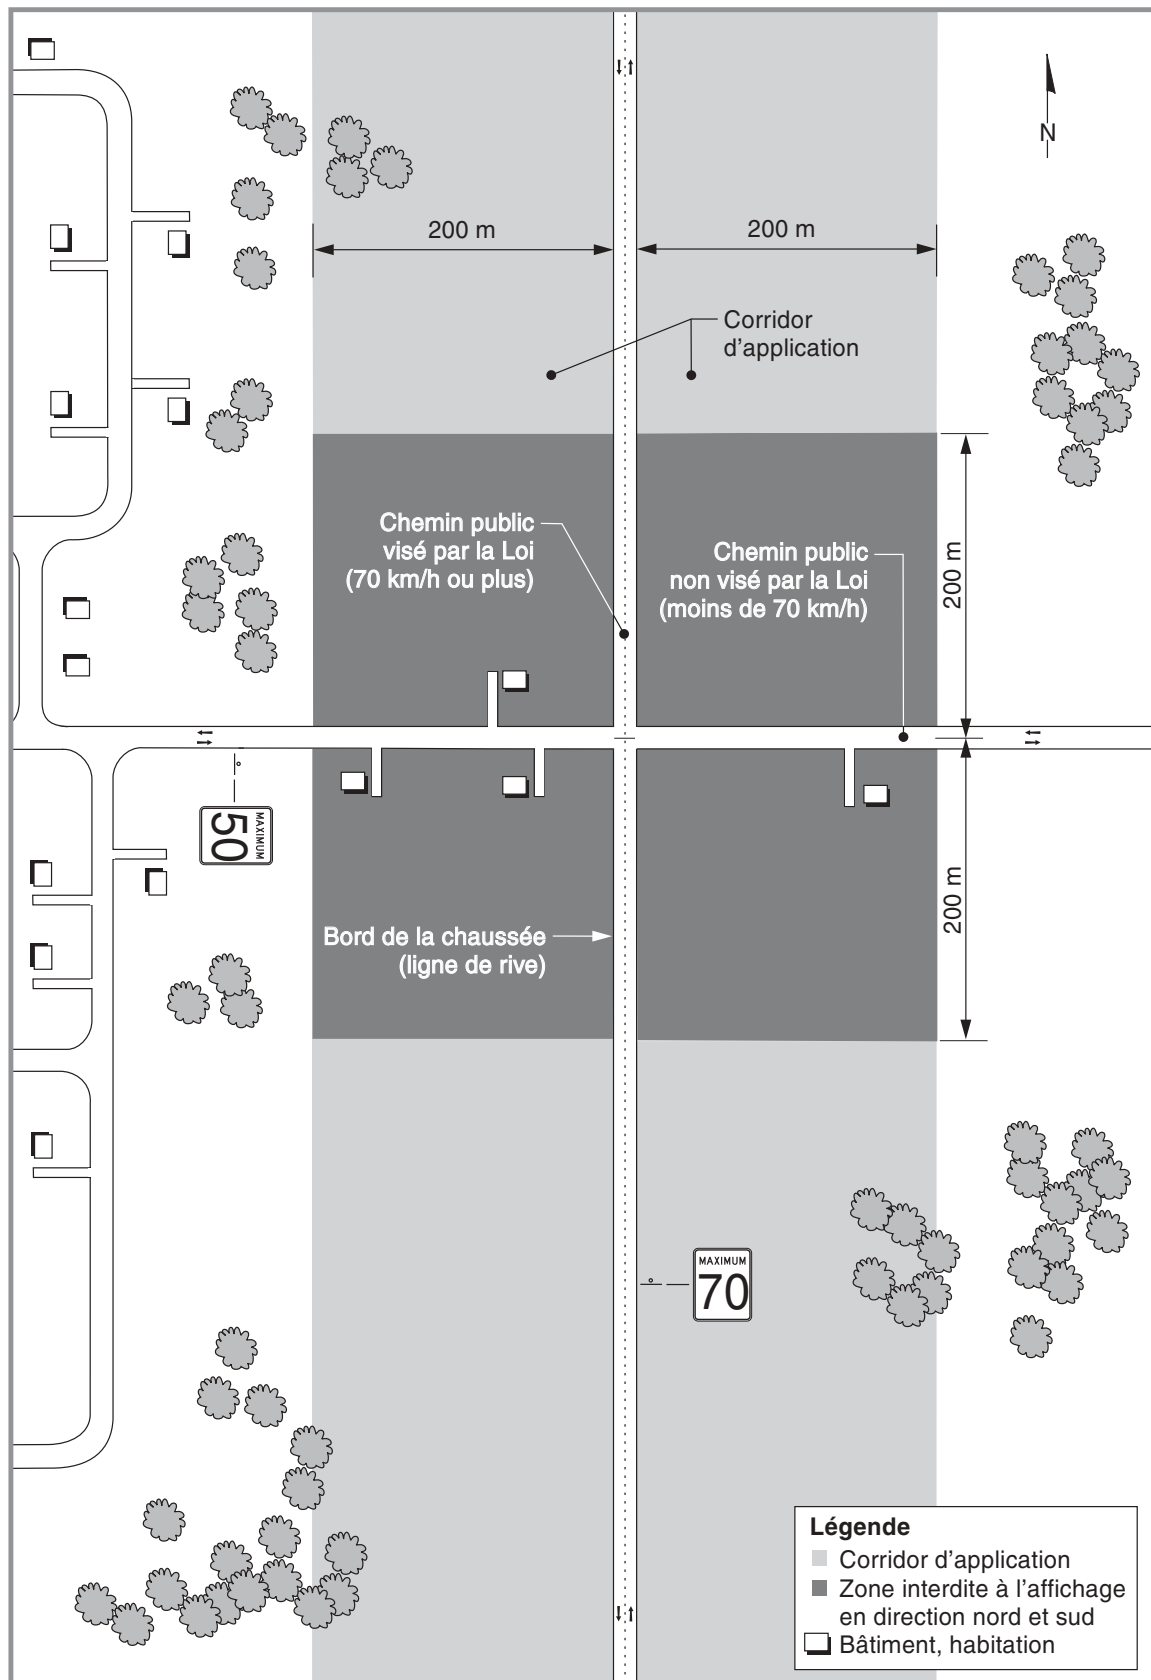 N
200 m
200 m
Corridor
d'application
Chemin public
visé par la Loi
(70 km/h ou plus)
Chemin public
non visé par la Loi
(moins de 70 km/h)
200 m
MAXIMUM
50
200 m
Bord de la chaussée
(ligne de rive)
MAXIMUM
70
Légende
Corridor d'application
Zone interdite à l'affichage
en direction nord et sud
Bâtiment, habitation